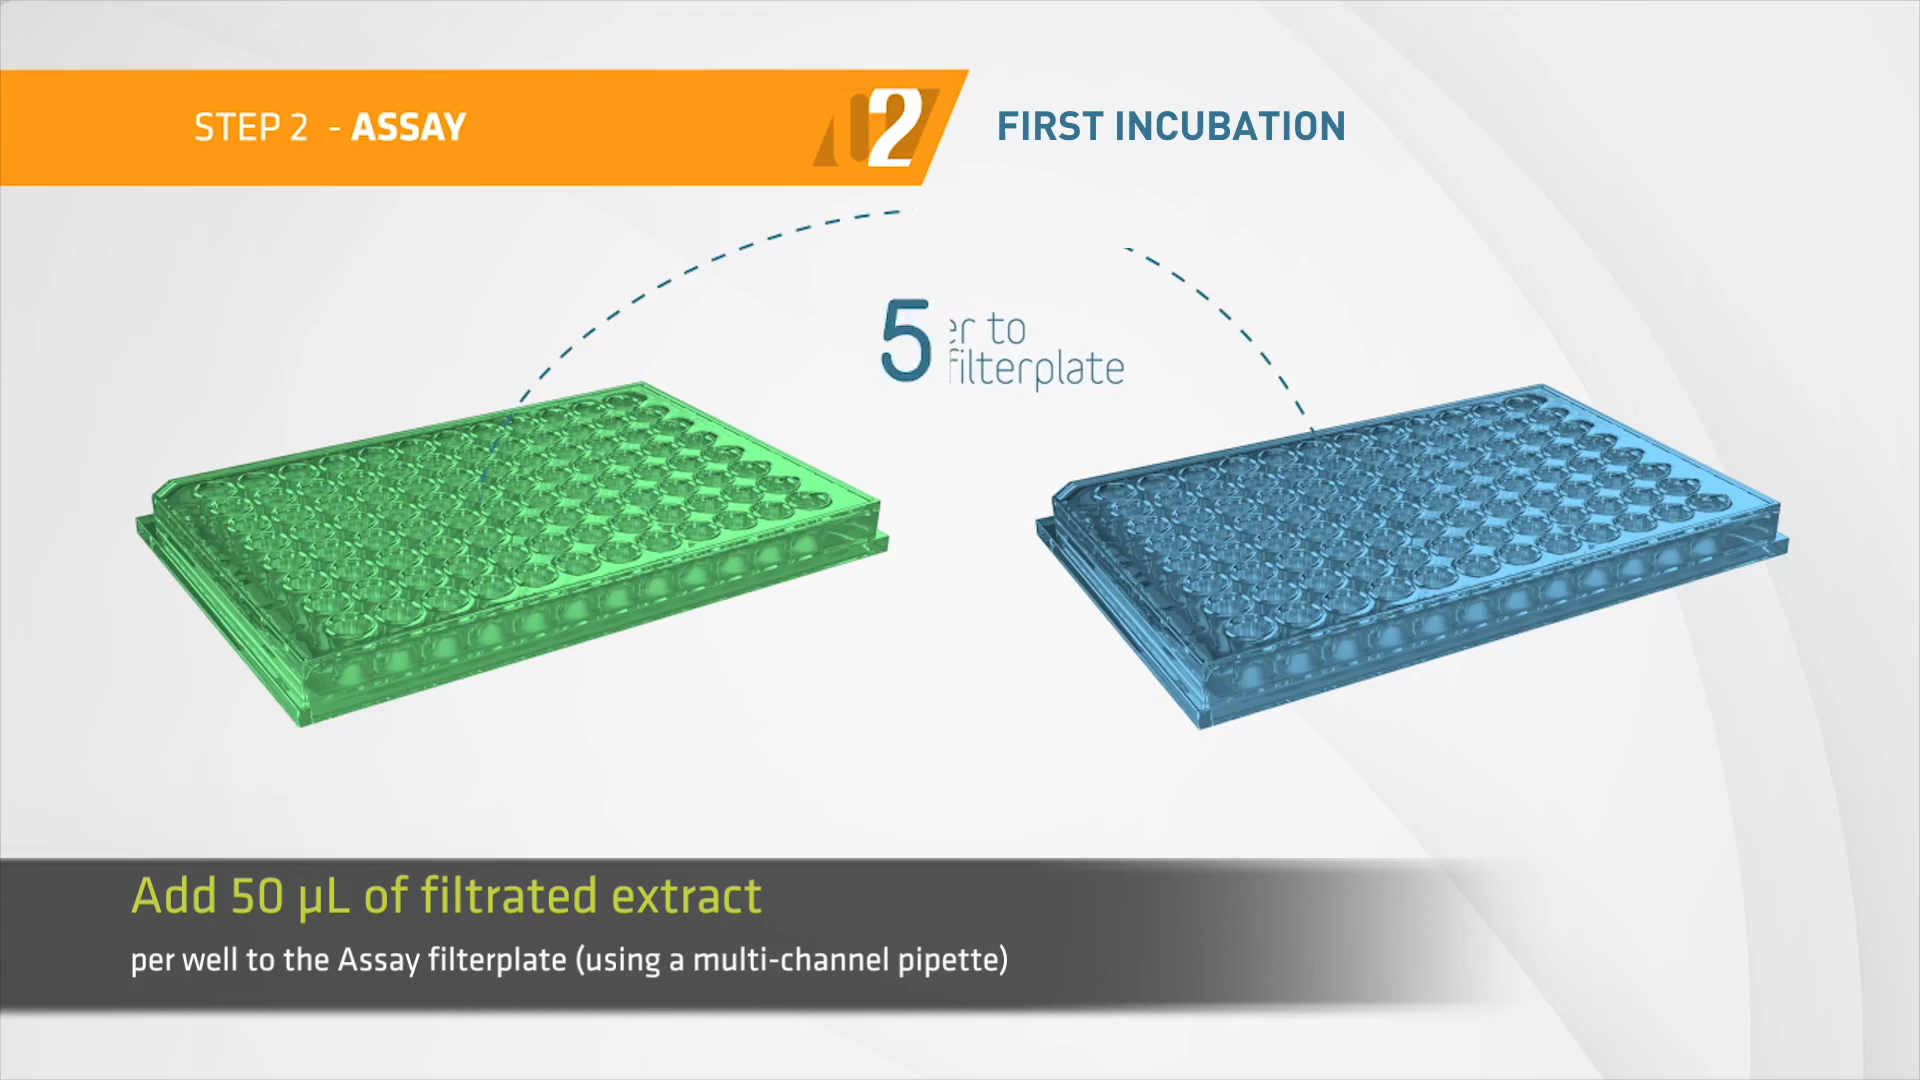 STEP 2 - ASSAY
2
FIRST INCUBATION
5
to
filterplate
Add 50 µL of filtrated extract
per well to the Assay filterplate (using a multi-channel pipette)